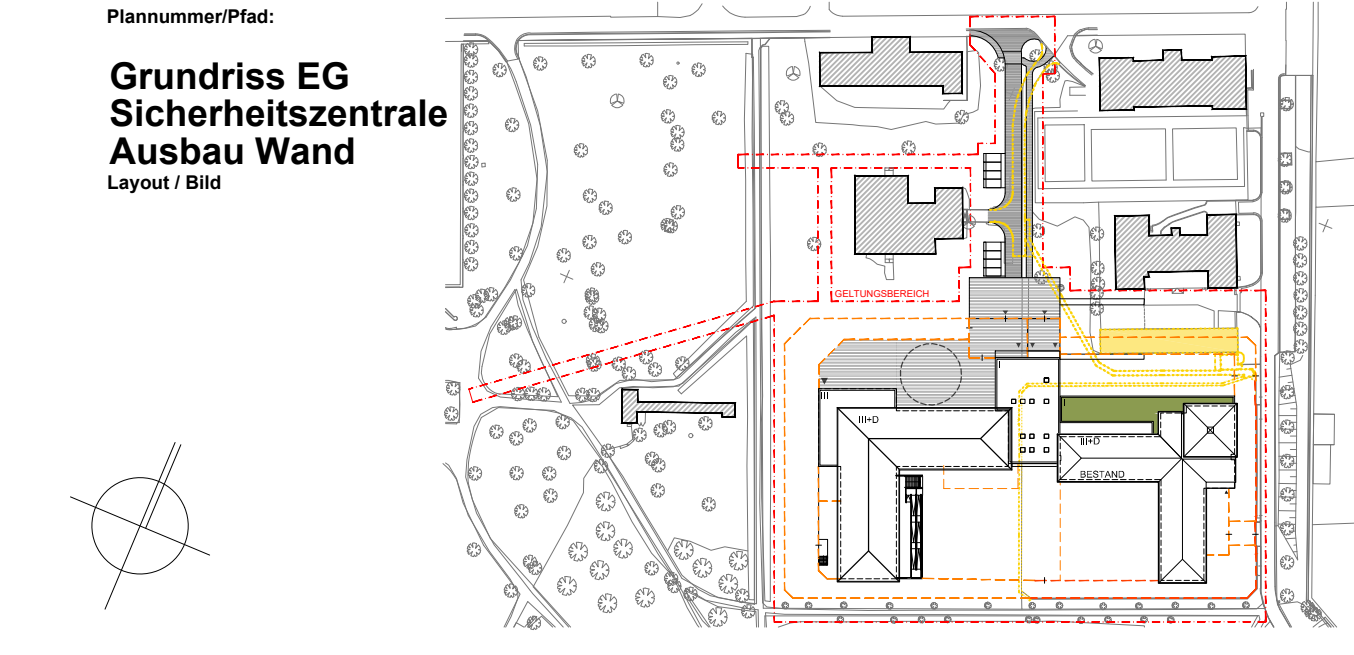 Plannummer/Pfad:
Grundriss EG
Sicherheitszentrale
Ausbau Wand
Layout / Bild
GELTUNGSBEREICH
I
III
I
III+D
III+D
BESTAND